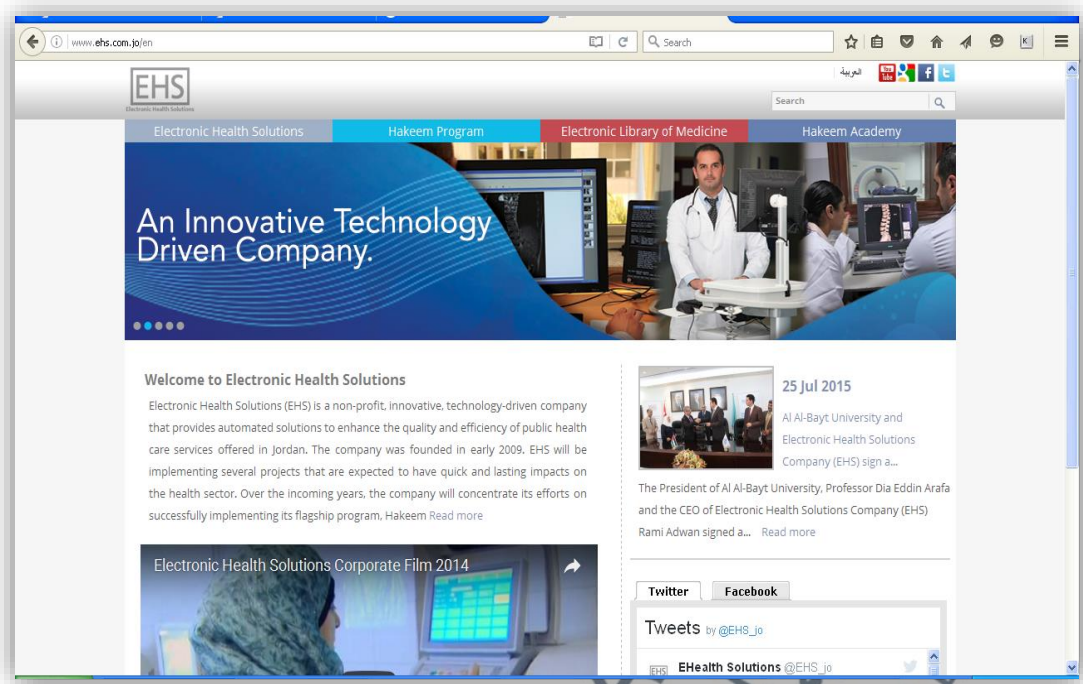 www.ehs.com.jo/en
Search
العربية
You Tube
EHS
Electronic Health Solutions
Search
Electronic Health Solutions
Hakeem Program
Electronic Library of Medicine
Hakeem Academy
An Innovative Technology
Driven Company.
Welcome to Electronic Health Solutions
Electronic Health Solutions (EHS) is a non-profit, innovative, technology-driven company
that provides automated solutions to enhance the quality and efficiency of public health
care services offered in Jordan. The company was founded in early 2009. EHS will be
implementing several projects that are expected to have quick and lasting impacts on
the health sector. Over the incoming years, the company will concentrate its efforts on
successfully implementing its flagship program, Hakeem Read more
Electronic Health Solutions Corporate Film 2014
25 Jul 2015
Al Al-Bayt University and
Electronic Health Solutions
Company (EHS) sign a...
The President of Al Al-Bayt University, Professor Dia Eddin Arafa
and the CEO of Electronic Health Solutions Company (EHS)
Rami Adwan signed a... Read more
Twitter
Facebook
Tweets by @EHS_jo
EHS
EHealth Solutions @EHS_jo